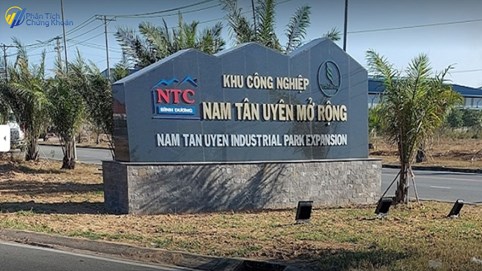 Phân Tích
Chứng Khoán
KHU CÔNG NGHIỆP
NTC
BÌNH DƯƠNG
NAM TÂN UYÊN MỞ RỘNG
NAM TAN UYEN INDUSTRIAL PARK EXPANSION